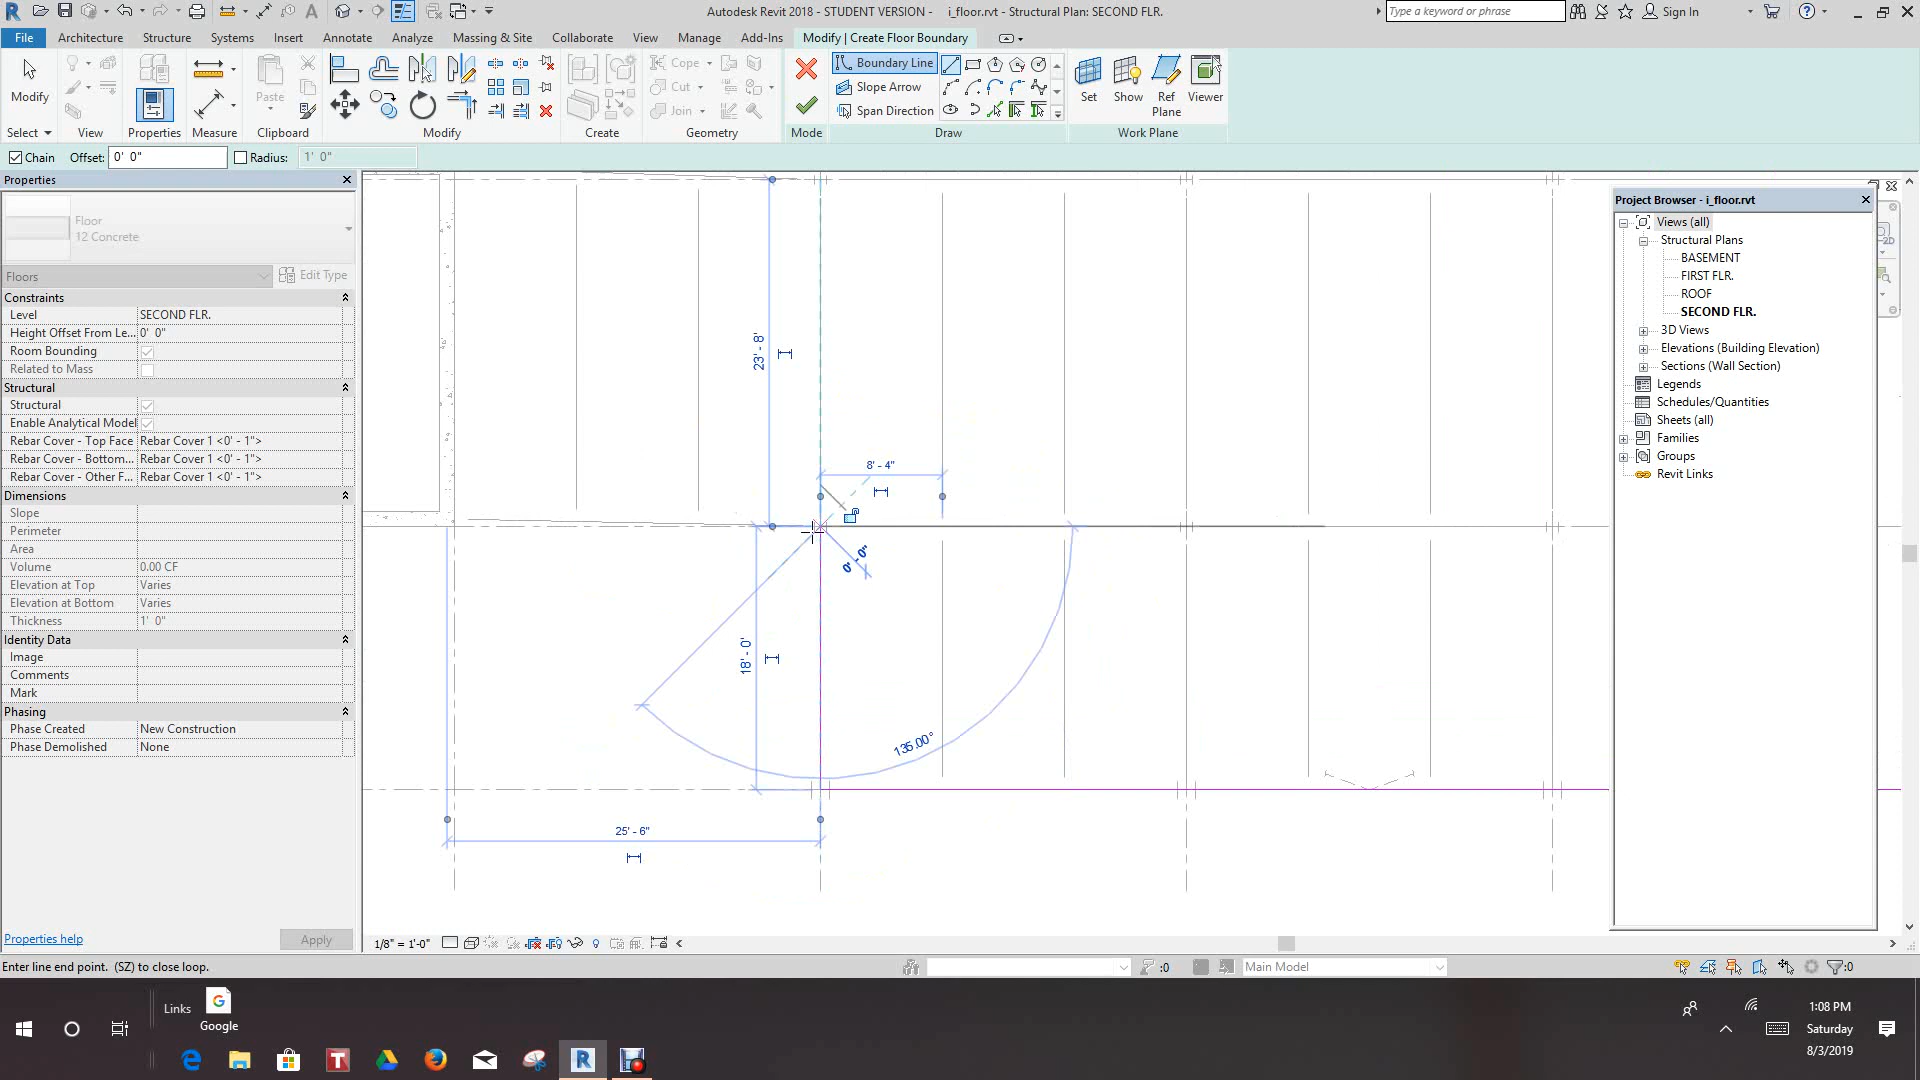 Autodesk Revit 2018 - STUDENT VERSION - i_floor.rvt - Structural Plan: SECOND FLR.
Type a keyword or phrase
Sign In
File Architecture Structure Systems Insert Annotate Analyze Massing & Site Collaborate View Manage Add-Ins Modify | Create Floor Boundary
Modify
Paste
Cope
Cut
Join
Boundary Line
Slope Arrow
Span Direction
Set
Show
Ref
Plane
Viewer
Select View Properties Measure Clipboard Modify Create Geometry Mode Draw Work Plane
Chain Offset: 0' 0" Radius: 1' 0"
Properties
Floor
12 Concrete
Floors
Edit Type
Constraints
Level SECOND FLR.
Height Offset From Le... 0' 0"
Room Bounding
Related to Mass
Structural
Structural
Enable Analytical Model
Rebar Cover - Top Face Rebar Cover 1 <0' - 1">
Rebar Cover - Bottom... Rebar Cover 1 <0' - 1">
Rebar Cover - Other F... Rebar Cover 1 <0' - 1">
Dimensions
Slope
Perimeter
Area
Volume 0.00 CF
Elevation at Top Varies
Elevation at Bottom Varies
Thickness 1' 0"
Identity Data
Image
Comments
Mark
Phasing
Phase Created New Construction
Phase Demolished None
Properties help
Apply
23' - 8"
8' - 4"
0' - 0"
18' - 0"
135.00°
25' - 6"
Project Browser - i_floor.rvt
Views (all)
Structural Plans
BASEMENT
FIRST FLR.
ROOF
SECOND FLR.
3D Views
Elevations (Building Elevation)
Sections (Wall Section)
Legends
Schedules/Quantities
Sheets (all)
Families
Groups
Revit Links
1/8" = 1'-0"
Enter line end point. (SZ) to close loop.
:0
Main Model
:0
Links
Google
1:08 PM
Saturday
8/3/2019